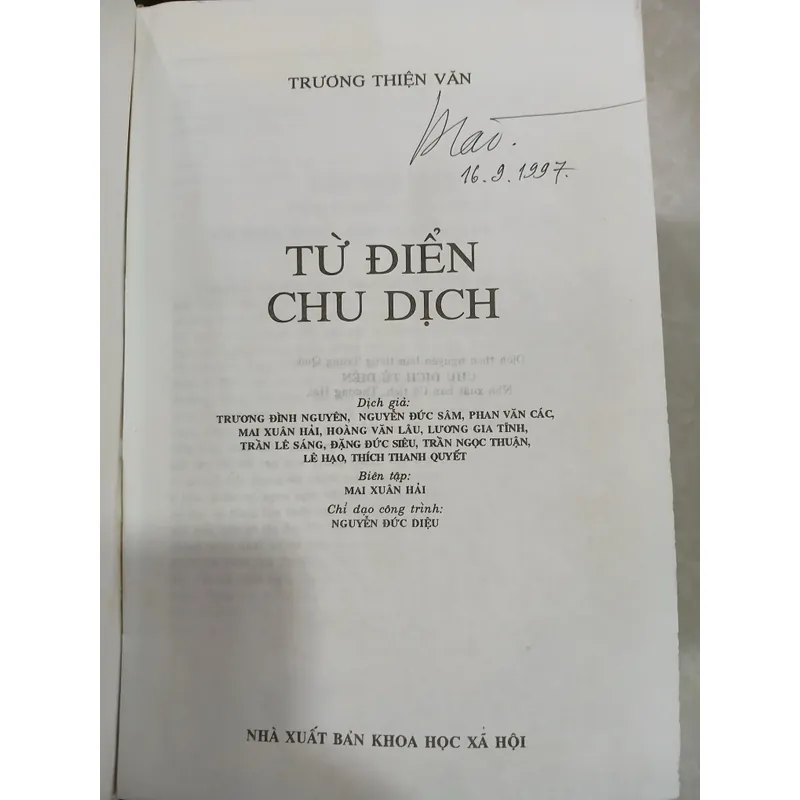 TRƯƠNG THIỆN VĂN
16.9.1997.
TỪ ĐIỂN
CHU DỊCH
Dịch giả:
TRƯƠNG ĐÌNH NGUYÊN, NGUYỄN ĐỨC SÂM, PHAN VĂN CÁC,
MAI XUÂN HẢI, HOÀNG VĂN LÂU, LƯƠNG GIA TĨNH,
TRẦN LÊ SÁNG, ĐẶNG ĐỨC SIÊU, TRẦN NGỌC THUẬN,
LÊ HẠO, THÍCH THANH QUYẾT
Biên tập:
MAI XUÂN HẢI
Chỉ đạo công trình:
NGUYỄN ĐỨC DIỆU
NHÀ XUẤT BẢN KHOA HỌC XÃ HỘI